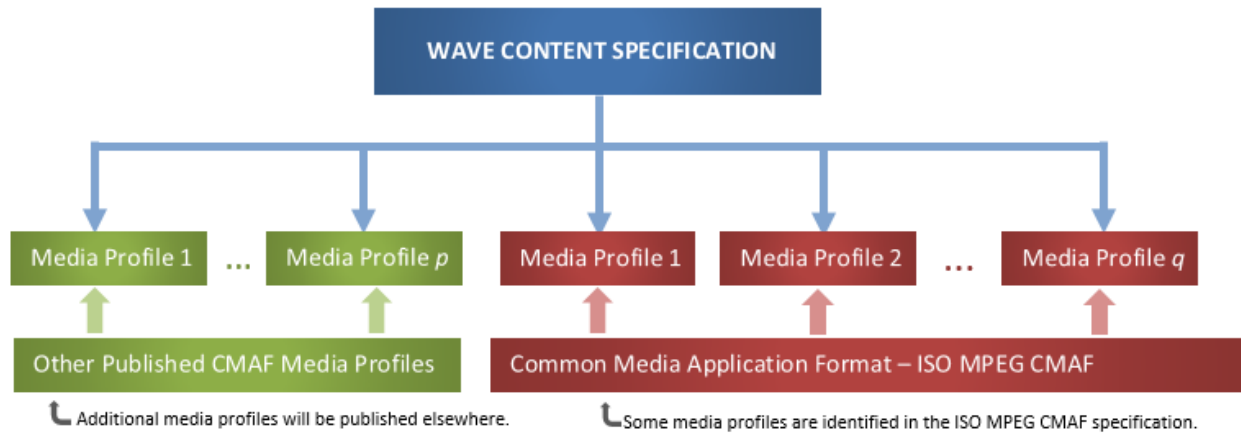 WAVE CONTENT SPECIFICATION
Media Profile 1 ... Media Profile p Media Profile 1 Media Profile 2 ... Media Profile q
Other Published CMAF Media Profiles
Common Media Application Format – ISO MPEG CMAF
Additional media profiles will be published elsewhere.
Some media profiles are identified in the ISO MPEG CMAF specification.